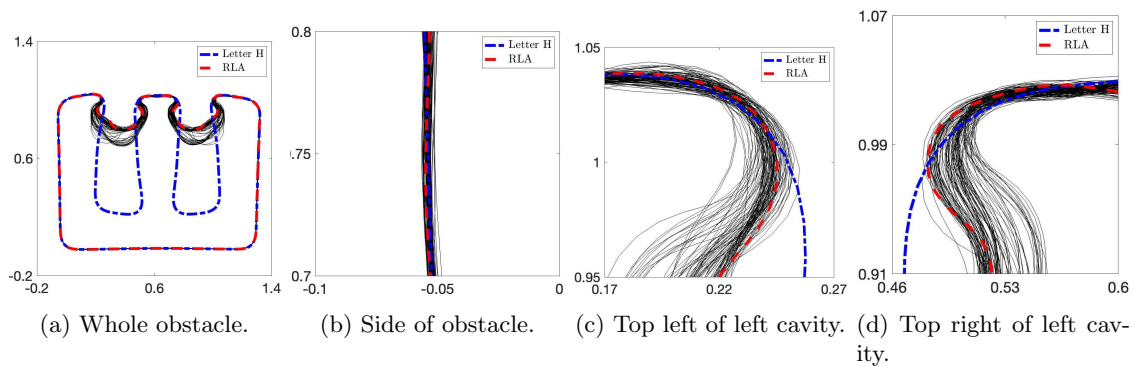 1.4
Letter H
RLA
0.6
-0.2
-0.2 0.6 1.4
(a) Whole obstacle.
0.8
Letter H
RLA
.75
0.7
-0.1 -0.05 0
(b) Side of obstacle.
1.05
Letter H
RLA
1
0.95
0.17 0.22 0.27
(c) Top left of left cavity.
1.07
Letter H
RLA
0.99
0.91
0.46 0.53 0.6
(d) Top right of left cav-
ity.